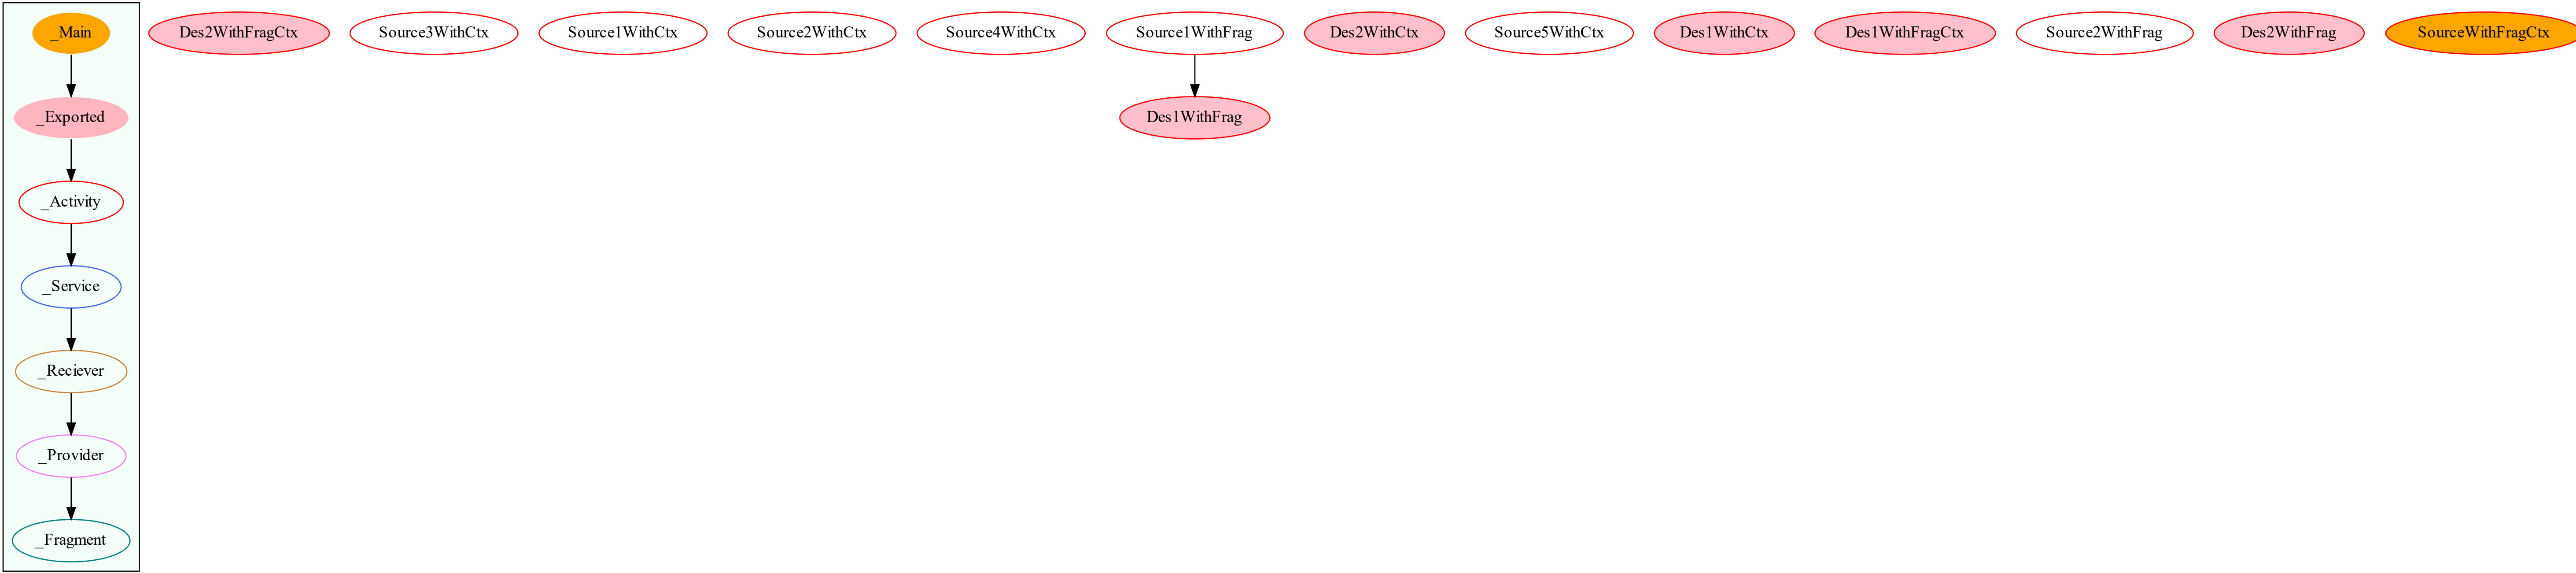 _Main
_Exported
_Activity
_Service
_Reciever
_Provider
_Fragment
Des2WithFragCtx
Source3WithCtx
Source1WithCtx
Source2WithCtx
Source4WithCtx
Source1WithFrag
Des1WithFrag
Des2WithCtx
Source5WithCtx
Des1WithCtx
Des1WithFragCtx
Source2WithFrag
Des2WithFrag
SourceWithFragCtx